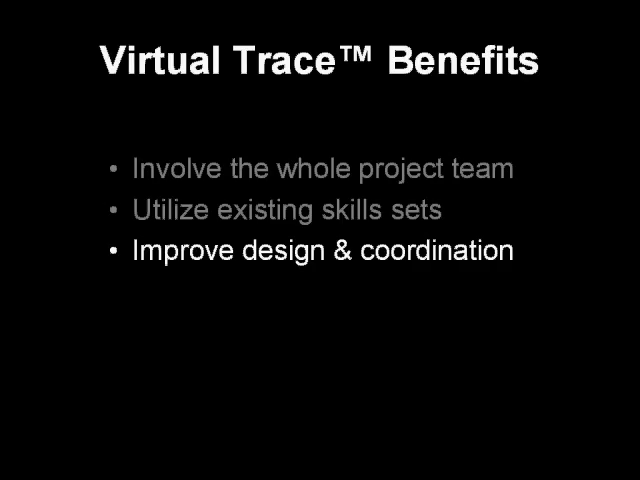 Virtual Trace™ Benefits
• Involve the whole project team
• Utilize existing skills sets
• Improve design & coordination